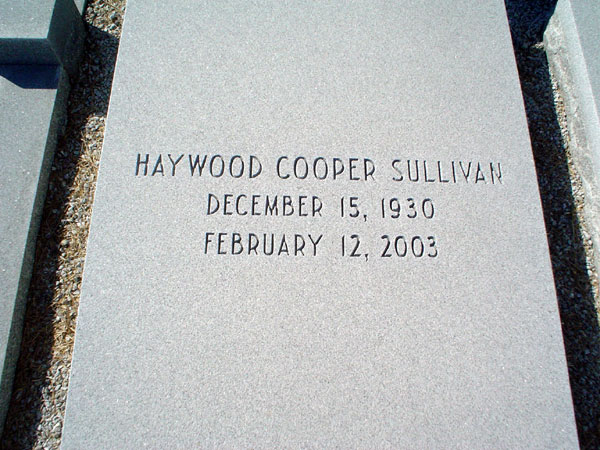 HAYWOOD COOPER SULLIVAN
DECEMBER 15, 1930
FEBRUARY 12, 2003